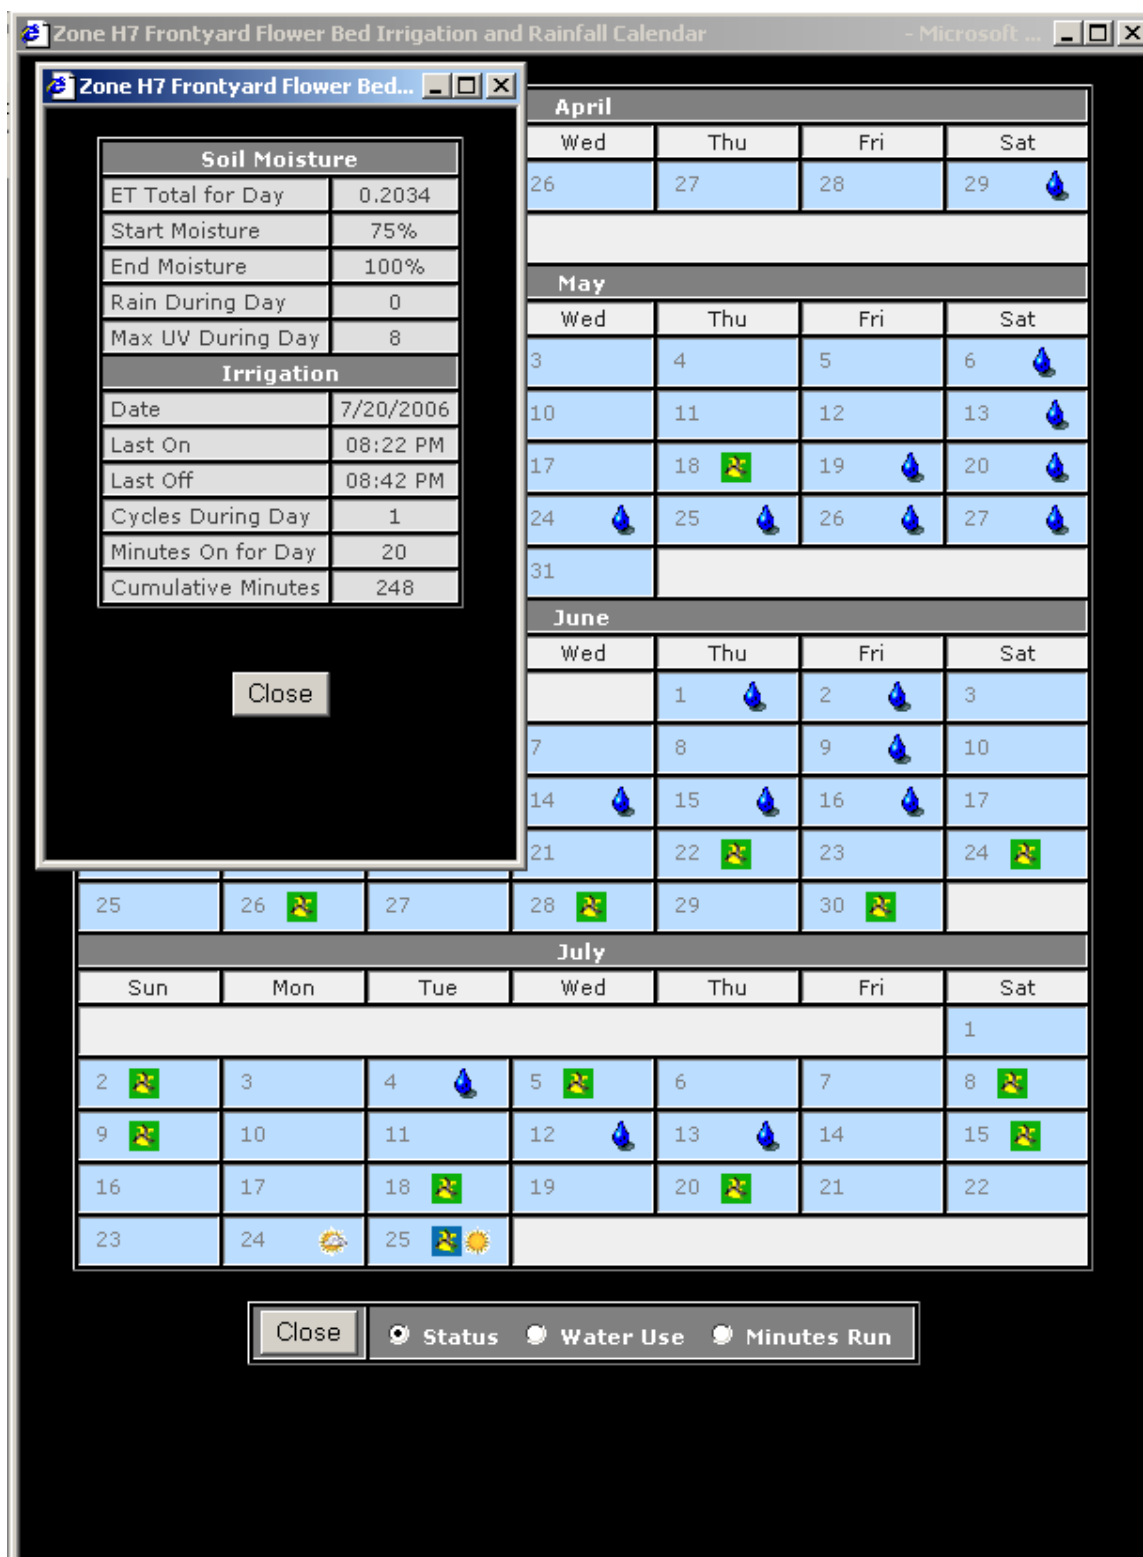 Zone H7 Frontyard Flower Bed Irrigation and Rainfall Calendar - Microsoft ...
Zone H7 Frontyard Flower Bed...
Soil Moisture
ET Total for Day 0.2034
Start Moisture 75%
End Moisture 100%
Rain During Day 0
Max UV During Day 8
Irrigation
Date 7/20/2006
Last On 08:22 PM
Last Off 08:42 PM
Cycles During Day 1
Minutes On for Day 20
Cumulative Minutes 248
Close
April
Wed Thu Fri Sat
26 27 28 29
May
Wed Thu Fri Sat
3 4 5 6
10 11 12 13
17 18 19 20
24 25 26 27
31
June
Wed Thu Fri Sat
1 2 3
7 8 9 10
14 15 16 17
21 22 23 24
25 26 27 28 29 30
July
Sun Mon Tue Wed Thu Fri Sat
1
2 3 4 5 6 7 8
9 10 11 12 13 14 15
16 17 18 19 20 21 22
23 24 25
Close Status Water Use Minutes Run